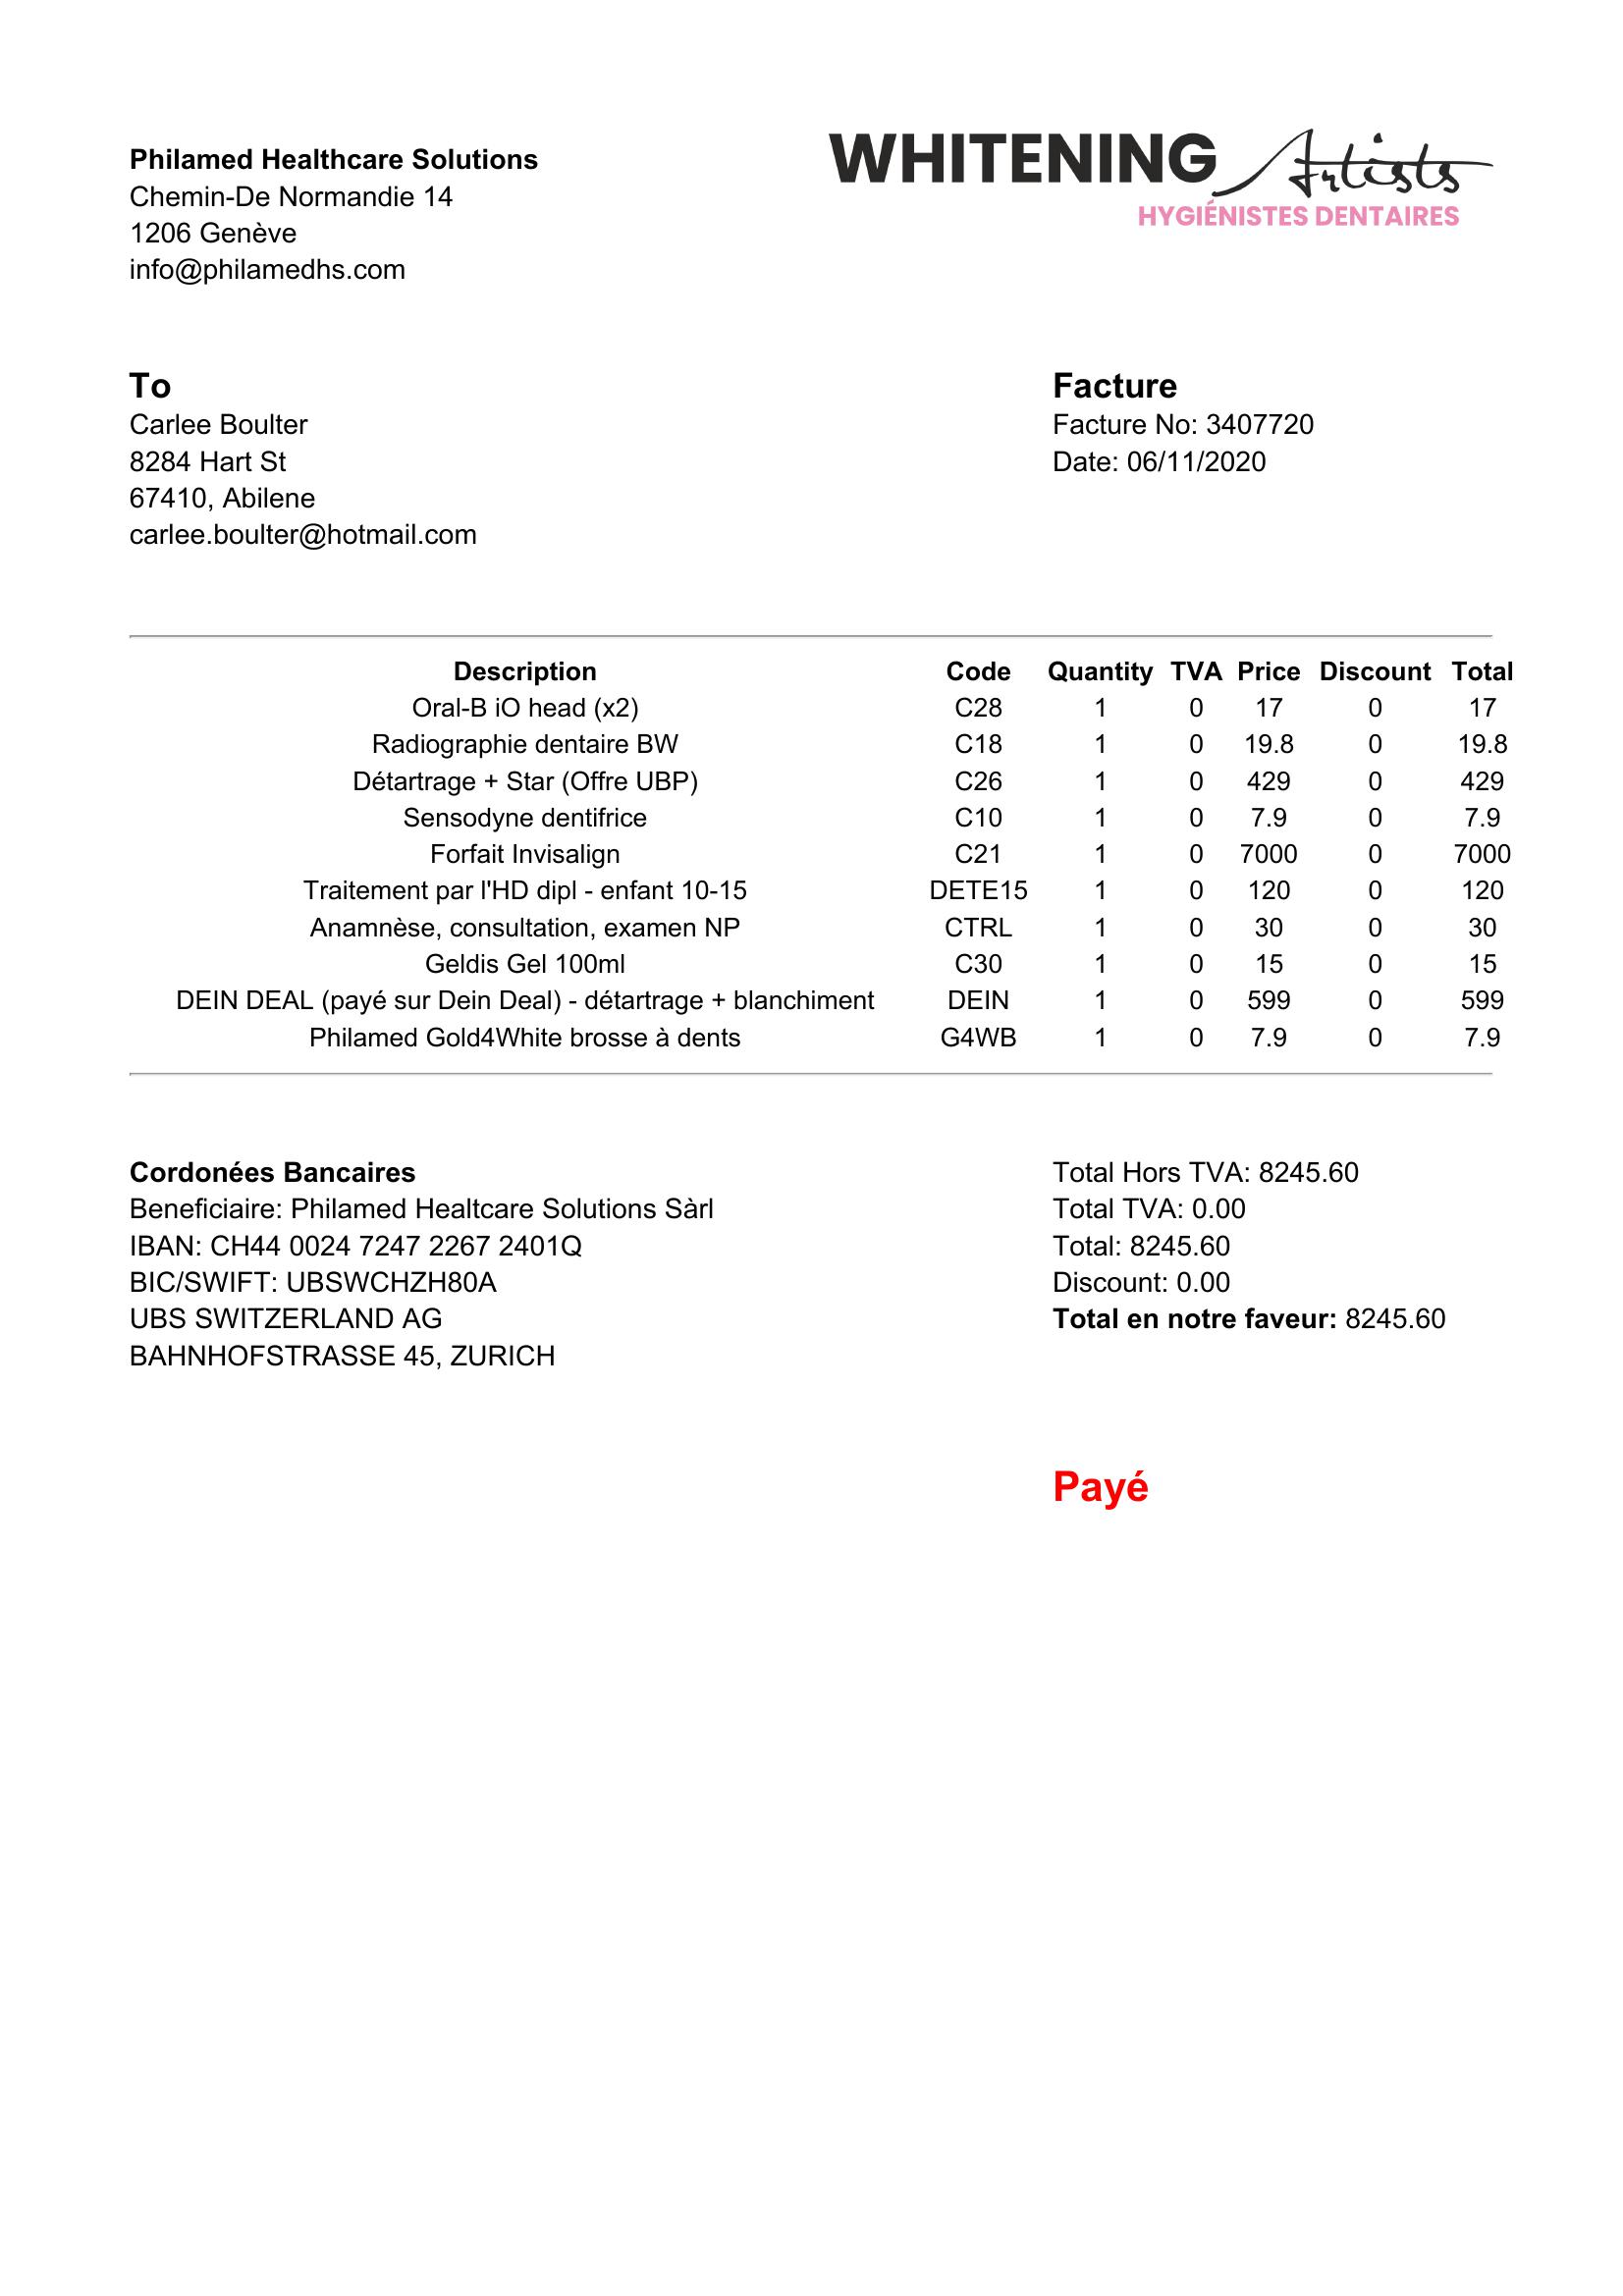 Philamed Healthcare Solutions
Chemin-De Normandie 14
1206 Genève
info@philamedhs.com
WHITENING Artists
HYGIÉNISTES DENTAIRES
To
Carlee Boulter
8284 Hart St
67410, Abilene
carlee.boulter@hotmail.com
Facture
Facture No: 3407720
Date: 06/11/2020
Description Code Quantity TVA Price Discount Total
Oral-B iO head (x2) C28 1 0 17 0 17
Radiographie dentaire BW C18 1 0 19.8 0 19.8
Détartrage + Star (Offre UBP) C26 1 0 429 0 429
Sensodyne dentifrice C10 1 0 7.9 0 7.9
Forfait Invisalign C21 1 0 7000 0 7000
Traitement par l'HD dipl - enfant 10-15 DETE15 1 0 120 0 120
Anamnèse, consultation, examen NP CTRL 1 0 30 0 30
Geldis Gel 100ml C30 1 0 15 0 15
DEIN DEAL (payé sur Dein Deal) - détartrage + blanchiment DEIN 1 0 599 0 599
Philamed Gold4White brosse à dents G4WB 1 0 7.9 0 7.9
Cordonées Bancaires
Beneficiaire: Philamed Healtcare Solutions Sàrl
IBAN: CH44 0024 7247 2267 2401Q
BIC/SWIFT: UBSWCHZH80A
UBS SWITZERLAND AG
BAHNHOFSTRASSE 45, ZURICH
Total Hors TVA: 8245.60
Total TVA: 0.00
Total: 8245.60
Discount: 0.00
Total en notre faveur: 8245.60
Payé